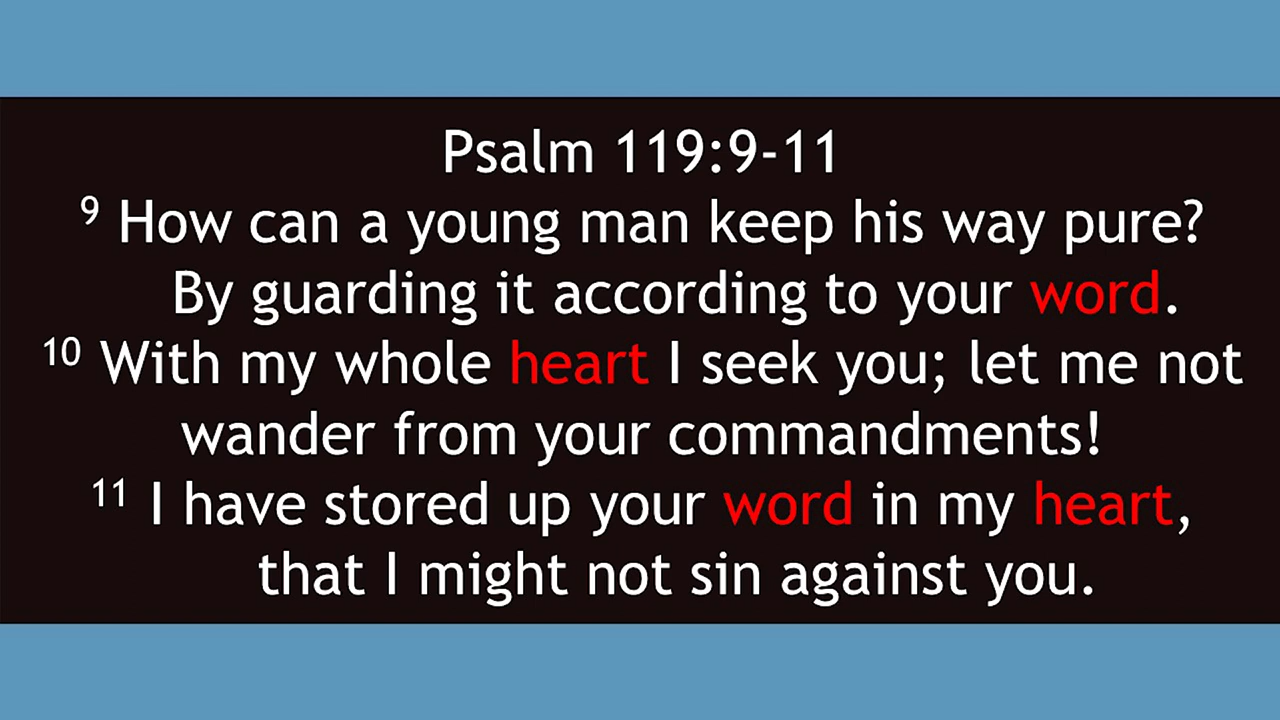 Psalm 119:9-11
9 How can a young man keep his way pure?
By guarding it according to your word.
10 With my whole heart I seek you; let me not
wander from your commandments!
11 I have stored up your word in my heart,
that I might not sin against you.